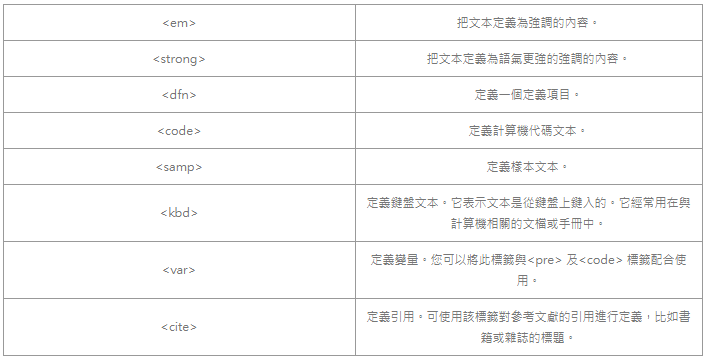 <em>
把文本定義為強調的內容。
<strong>
把文本定義為語氣更強的強調的內容。
<dfn>
定義一個定義項目。
<code>
定義計算機代碼文本。
<samp>
定義樣本文本。
<kbd>
定義鍵盤文本。它表示文本是從鍵盤上鍵入的。它經常用在與
計算機相關的文檔或手冊中。
<var>
定義變量。您可以將此標籤與<pre> 及<code> 標籤配合使
用。
<cite>
定義引用。可使用該標籤對參考文獻的引用進行定義，比如書
籍或雜誌的標題。